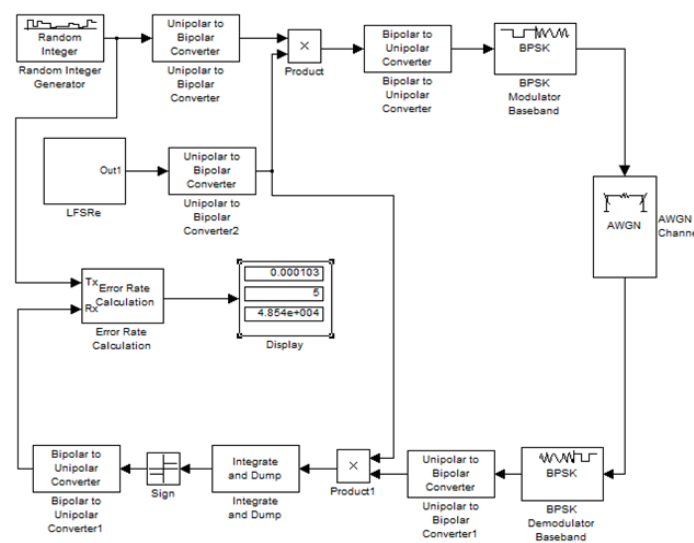 Random
Integer
Random Integer
Generator
Unipolar to
Bipolar
Converter
Unipolar to
Bipolar
Converter
×
Product
Bipolar to
Unipolar
Converter
Bipolar to
Unipolar
Converter
BPSK
BPSK
Modulator
Baseband
Out1
LFSRe
Unipolar to
Bipolar
Converter
Unipolar to
Bipolar
Converter2
AWGN
AWGN
Channe
Tx
Rx
Error Rate
Calculation
Error Rate
Calculation
0.000103
5
4.854e+004
Display
Bipolar to
Unipolar
Converter
Bipolar to
Unipolar
Converter1
Sign
Integrate
and Dump
Integrate
and Dump
×
Product1
Unipolar to
Bipolar
Converter
Unipolar to
Bipolar
Converter1
BPSK
BPSK
Demodulator
Baseband